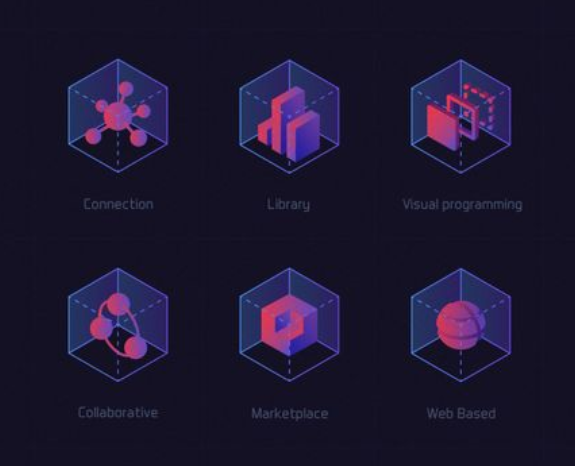 Connection
Library
Visual programming
Collaborative
Marketplace
Web Based